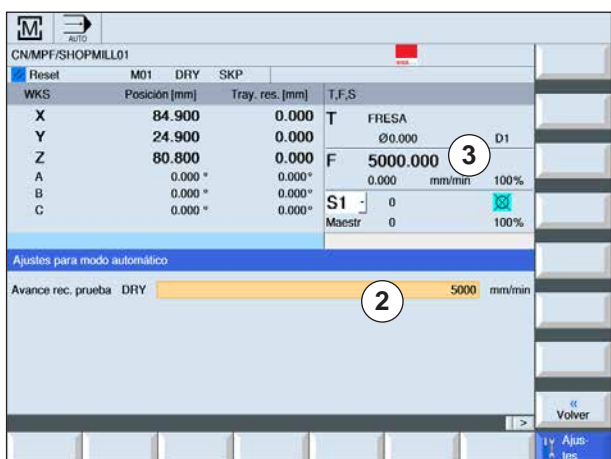 M AUTO
CN/MPF/SHOPMILL01
Reset M01 DRY SKP
WKS Posición [mm] Tray. res. [mm] T,F,S
X 84.900 0.000 T FRESA
Y 24.900 0.000 Ø0.000 D1
Z 80.800 0.000 F 5000.000 3
A 0.000 ° 0.000° 0.000 mm/min 100%
B 0.000 ° 0.000° S1 0
C 0.000 ° 0.000° Maestr 0 100%
Ajustes para modo automático
Avance rec. prueba DRY 5000 mm/min
2
«
Volver
>
Ajus-
tes